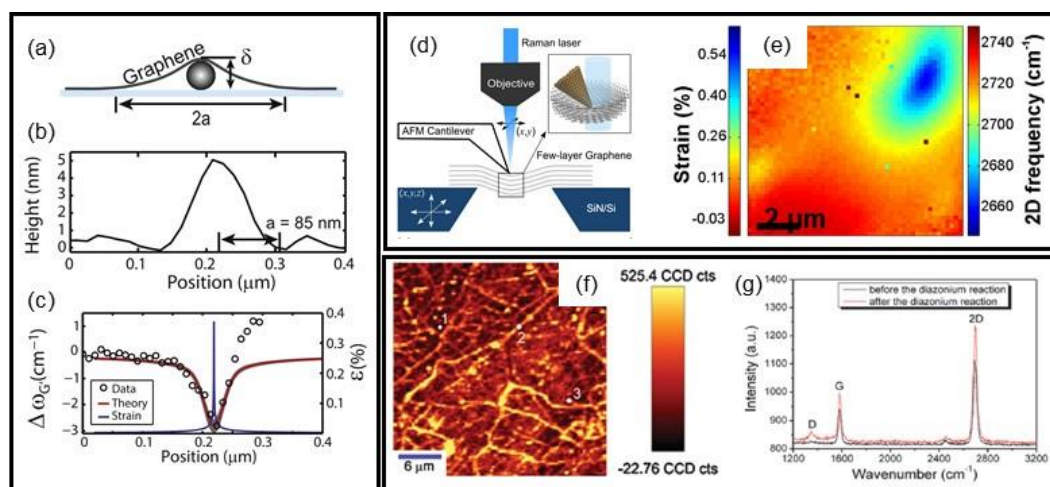 (a)
Graphene
δ
2a
(b)
Height (nm)
5
4
3
2
1
0
a = 85 nm
0
0.1
0.2
0.3
0.4
Position (μm)
(c)
Δ ω_G'(cm⁻¹)
0
−1
−2
−3
Data
Theory
Strain
0.4
0.3
0.2
0.1
ε(%)
0
0.1
0.2
0.3
0.4
Position (μm)
(d)
Raman laser
Objective
AFM Cantilever
(x,y)
Few-layer Graphene
(x,y,z)
SiN/Si
Strain (%)
0.54
0.40
0.26
0.11
-0.03
(e)
2 μm
2740
2720
2700
2680
2660
2D frequency (cm⁻¹)
(f)
1
2
3
6 μm
525.4 CCD cts
-22.76 CCD cts
(g)
before the diazonium reaction
after the diazonium reaction
Intensity (a.u.)
1400
1300
1200
1100
1000
900
800
D
G
2D
1200
1600
2000
2400
2800
3200
Wavenumber (cm⁻¹)